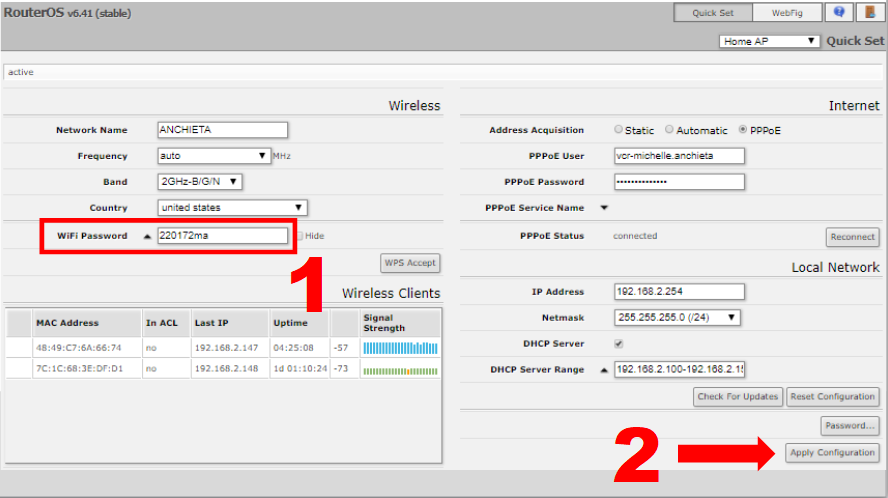 RouterOS v6.41 (stable)
Quick Set
WebFig
Home AP
Quick Set
active
Wireless
Network Name
ANCHIETA
Frequency
auto
MHz
Band
2GHz-B/G/N
Country
united states
WiFi Password
220172ma
Hide
1
WPS Accept
Wireless Clients
MAC Address In ACL Last IP Uptime Signal Strength
48:49:C7:6A:66:74 no 192.168.2.147 04:25:08 -57
7C:1C:68:3E:DF:D1 no 192.168.2.148 1d 01:10:24 -73
Internet
Address Acquisition
Static Automatic PPPoE
PPPoE User
vcr-michelle.anchieta
PPPoE Password
••••••••••••••
PPPoE Service Name
PPPoE Status
connected
Reconnect
Local Network
IP Address
192.168.2.254
Netmask
255.255.255.0 (/24)
DHCP Server
DHCP Server Range
192.168.2.100-192.168.2.15
Check For Updates
Reset Configuration
Password...
2
Apply Configuration